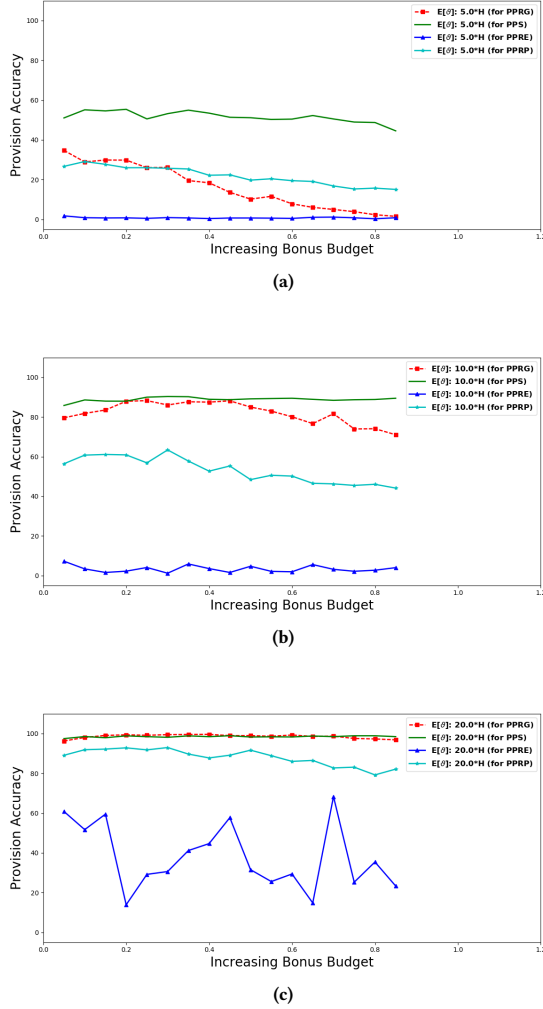 E[ϑ]: 5.0*H (for PPRG)
E[ϑ]: 5.0*H (for PPS)
E[ϑ]: 5.0*H (for PPRE)
E[ϑ]: 5.0*H (for PPRP)
Provision Accuracy
100
80
60
40
20
0
0.0 0.2 0.4 0.6 0.8 1.0 1.2
Increasing Bonus Budget
(a)
E[ϑ]: 10.0*H (for PPRG)
E[ϑ]: 10.0*H (for PPS)
E[ϑ]: 10.0*H (for PPRE)
E[ϑ]: 10.0*H (for PPRP)
Provision Accuracy
100
80
60
40
20
0
0.0 0.2 0.4 0.6 0.8 1.0 1.2
Increasing Bonus Budget
(b)
E[ϑ]: 20.0*H (for PPRG)
E[ϑ]: 20.0*H (for PPS)
E[ϑ]: 20.0*H (for PPRE)
E[ϑ]: 20.0*H (for PPRP)
Provision Accuracy
100
80
60
40
20
0
0.0 0.2 0.4 0.6 0.8 1.0 1.2
Increasing Bonus Budget
(c)